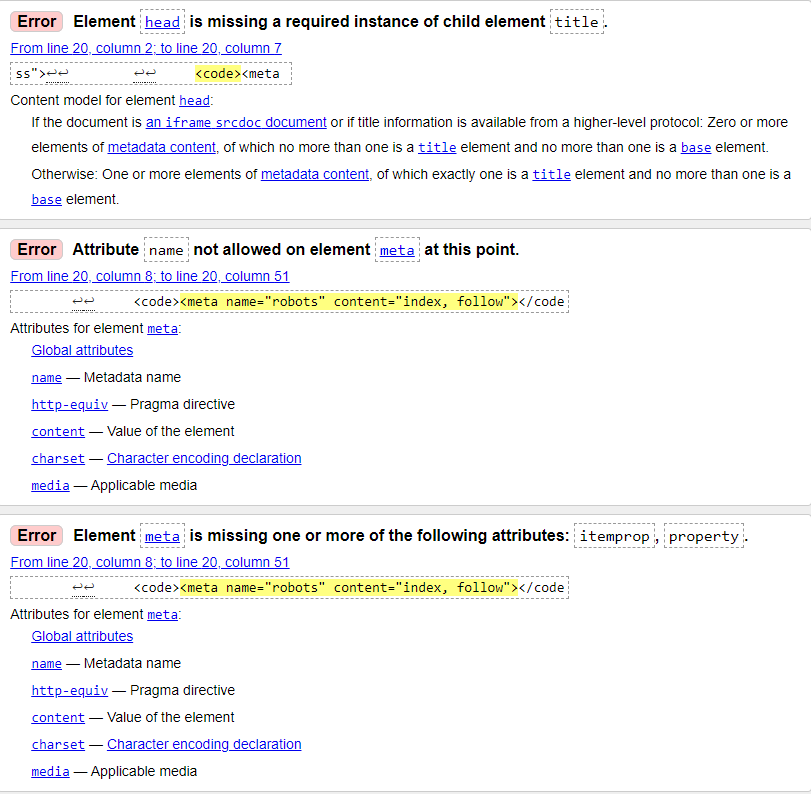 Error Element head is missing a required instance of child element title.
From line 20, column 2; to line 20, column 7
ss">↩↩ ↩↩ <code><meta
Content model for element head:
If the document is an iframe srcdoc document or if title information is available from a higher-level protocol: Zero or more
elements of metadata content, of which no more than one is a title element and no more than one is a base element.
Otherwise: One or more elements of metadata content, of which exactly one is a title element and no more than one is a
base element.
Error Attribute name not allowed on element meta at this point.
From line 20, column 8; to line 20, column 51
↩↩ <code><meta name="robots" content="index, follow"></code
Attributes for element meta:
Global attributes
name — Metadata name
http-equiv — Pragma directive
content — Value of the element
charset — Character encoding declaration
media — Applicable media
Error Element meta is missing one or more of the following attributes: itemprop, property.
From line 20, column 8; to line 20, column 51
↩↩ <code><meta name="robots" content="index, follow"></code
Attributes for element meta:
Global attributes
name — Metadata name
http-equiv — Pragma directive
content — Value of the element
charset — Character encoding declaration
media — Applicable media